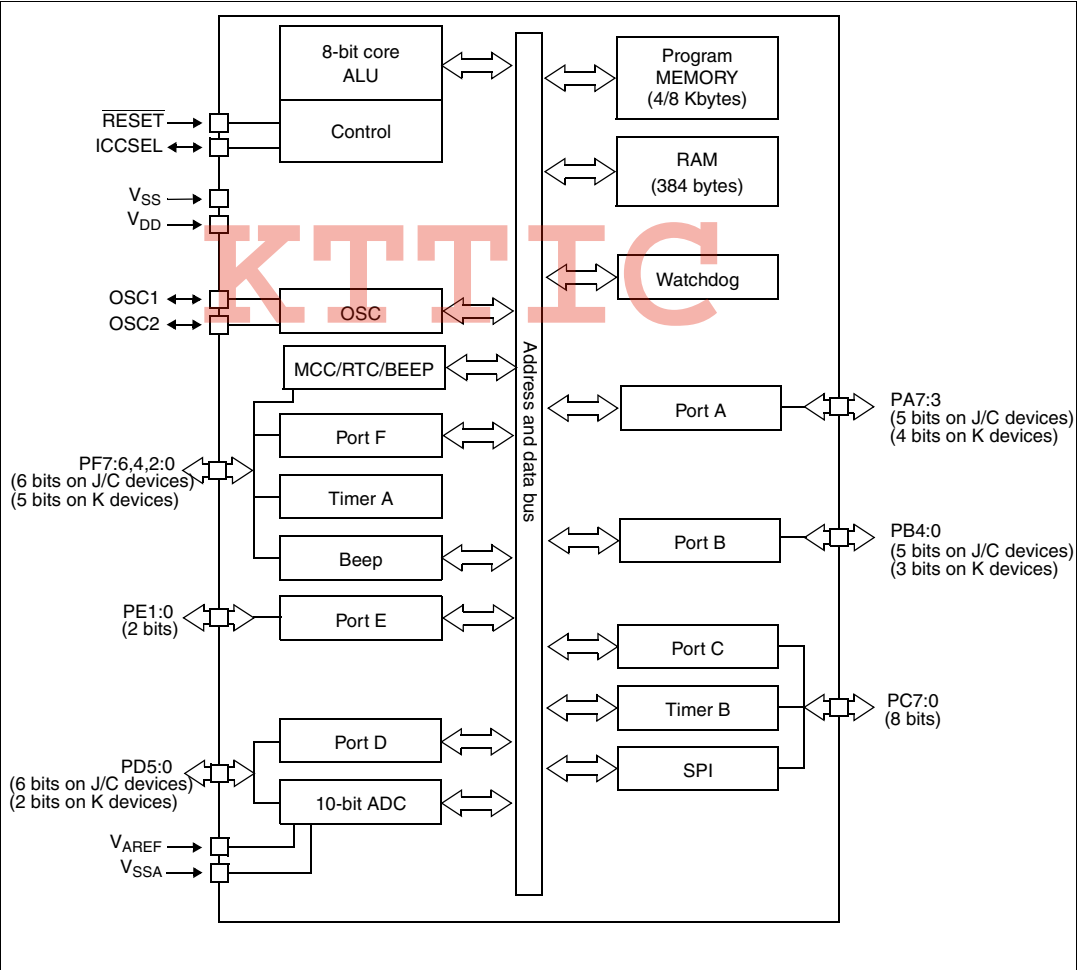 8-bit core
ALU
Control
RESET
ICCSEL
VSS
VDD
OSC1
OSC2
OSC
MCC/RTC/BEEP
Port F
PF7:6,4,2:0
(6 bits on J/C devices)
(5 bits on K devices)
Timer A
Beep
PE1:0
(2 bits)
Port E
Port D
PD5:0
(6 bits on J/C devices)
(2 bits on K devices)
10-bit ADC
VAREF
VSSA
Address and data bus
Program
MEMORY
(4/8 Kbytes)
RAM
(384 bytes)
Watchdog
Port A
PA7:3
(5 bits on J/C devices)
(4 bits on K devices)
Port B
PB4:0
(5 bits on J/C devices)
(3 bits on K devices)
Port C
Timer B
PC7:0
(8 bits)
SPI
KTTIC